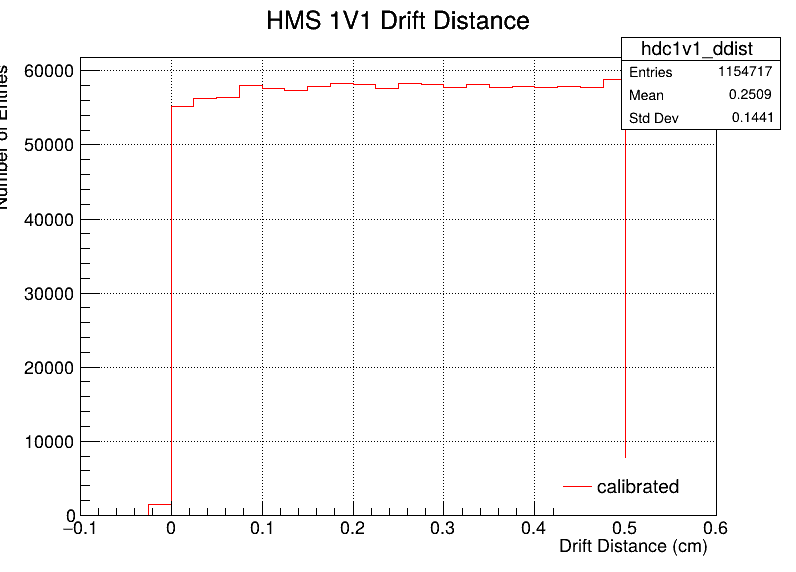 HMS 1V1 Drift Distance
hdc1v1_ddist
Entries 1154717
Mean 0.2509
Std Dev 0.1441
Number of Entries
60000
50000
40000
30000
20000
10000
0
−0.1 0 0.1 0.2 0.3 0.4 0.5 0.6
Drift Distance (cm)
calibrated